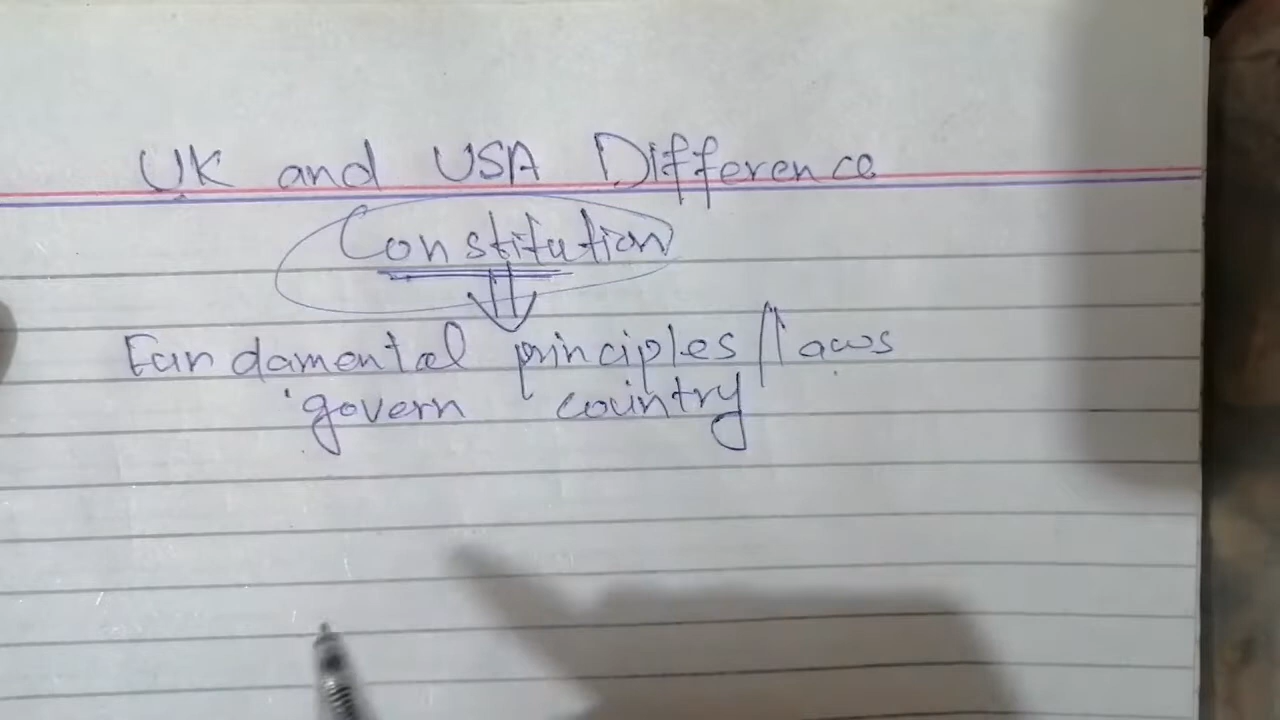 UK and USA Difference
Constitution
Fundamental principles/laws
govern country